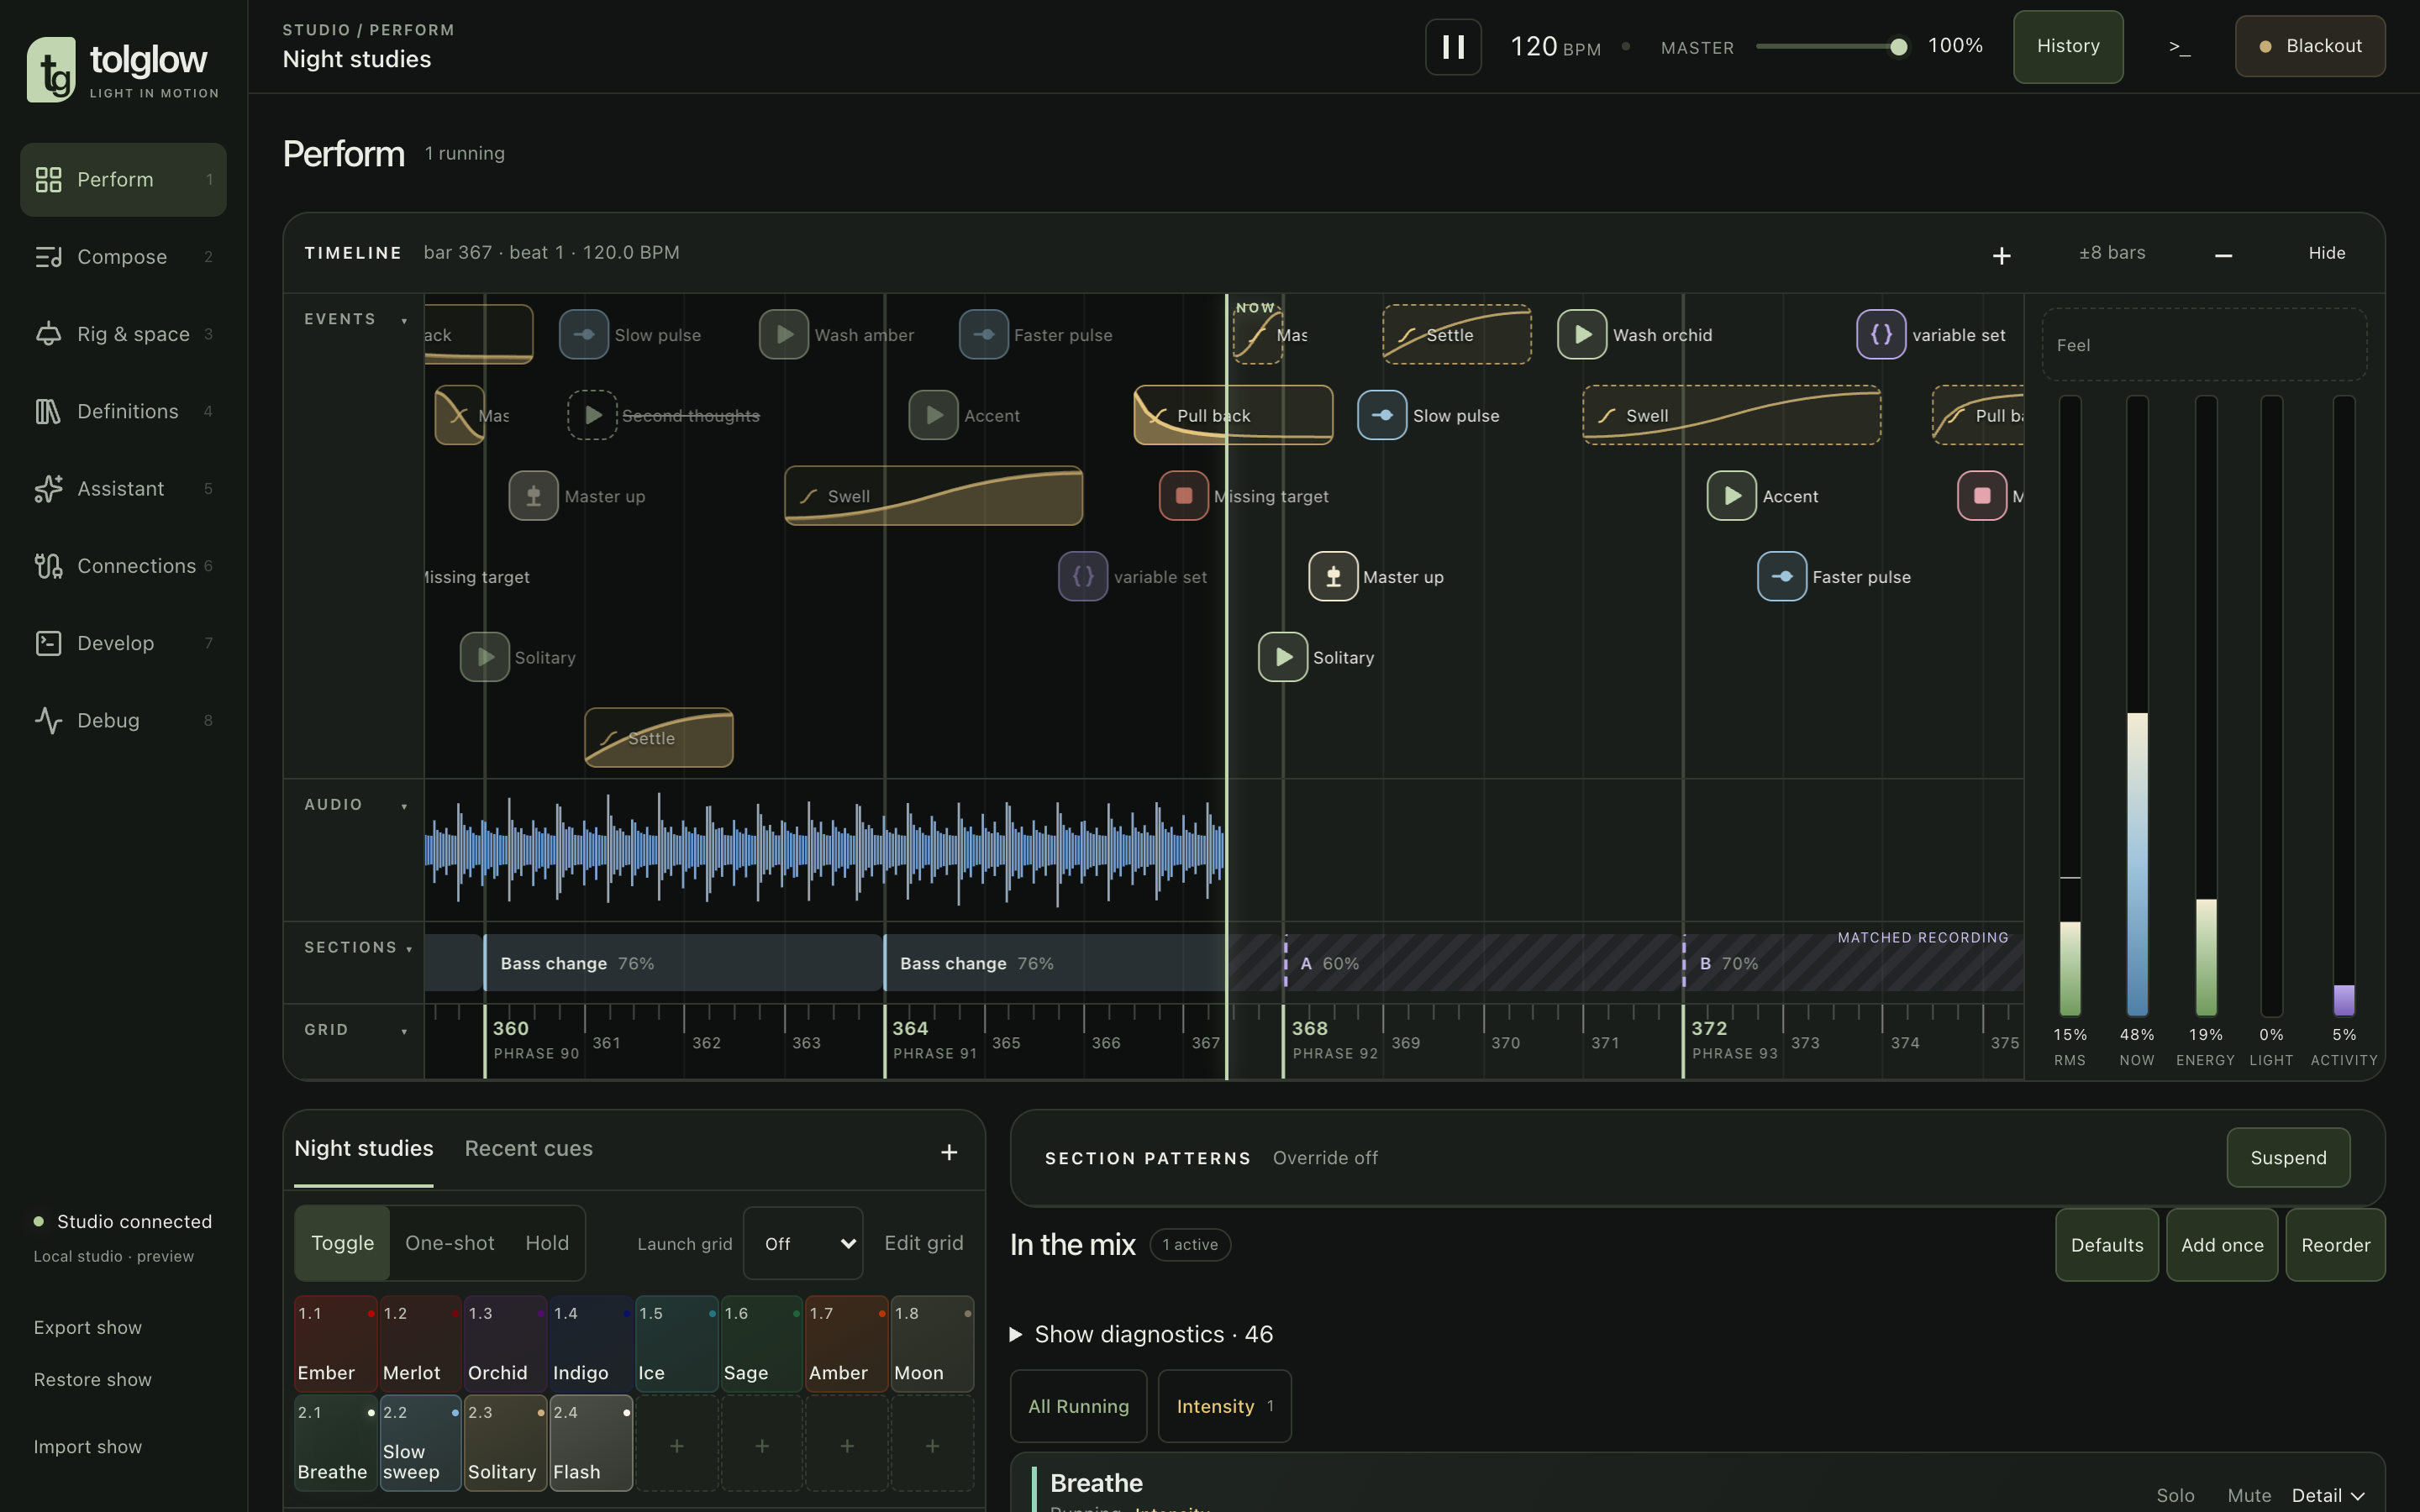 tg
tolglow
LIGHT IN MOTION
STUDIO / PERFORM
Night studies
120 BPM
MASTER
100%
History
>_
Blackout
Perform 1
Compose 2
Rig & space 3
Definitions 4
Assistant 5
Connections 6
Develop 7
Debug 8
Studio connected
Local studio · preview
Export show
Restore show
Import show
Perform
1 running
TIMELINE
bar 367 · beat 1 · 120.0 BPM
+
±8 bars
−
Hide
EVENTS
ack
Slow pulse
Wash amber
Faster pulse
NOW
Mas
Settle
Wash orchid
{} variable set
Mas
Second thoughts
Accent
Pull back
Slow pulse
Swell
Pull ba
Master up
Swell
Missing target
Accent
M
Missing target
{} variable set
Master up
Faster pulse
Solitary
Solitary
Settle
Feel
AUDIO
SECTIONS
Bass change 76%
Bass change 76%
A 60%
B 70%
MATCHED RECORDING
GRID
360
PHRASE 90
361
362
363
364
PHRASE 91
365
366
367
368
PHRASE 92
369
370
371
372
PHRASE 93
373
374
375
15% 48% 19% 0% 5%
RMS NOW ENERGY LIGHT ACTIVITY
Night studies
Recent cues
+
Toggle
One-shot
Hold
Launch grid
Off
Edit grid
1.1 1.2 1.3 1.4 1.5 1.6 1.7 1.8
Ember Merlot Orchid Indigo Ice Sage Amber Moon
2.1 2.2 2.3 2.4
Breathe Slow sweep Solitary Flash
+ + + +
SECTION PATTERNS
Override off
Suspend
In the mix
1 active
Defaults
Add once
Reorder
Show diagnostics · 46
All Running
Intensity 1
Breathe
Running Intensity
Solo
Mute
Detail